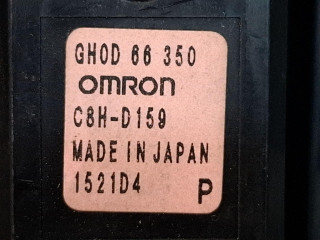 GHOD 66 350
OMRON
C8H-D159
MADE IN JAPAN
1521D4 P